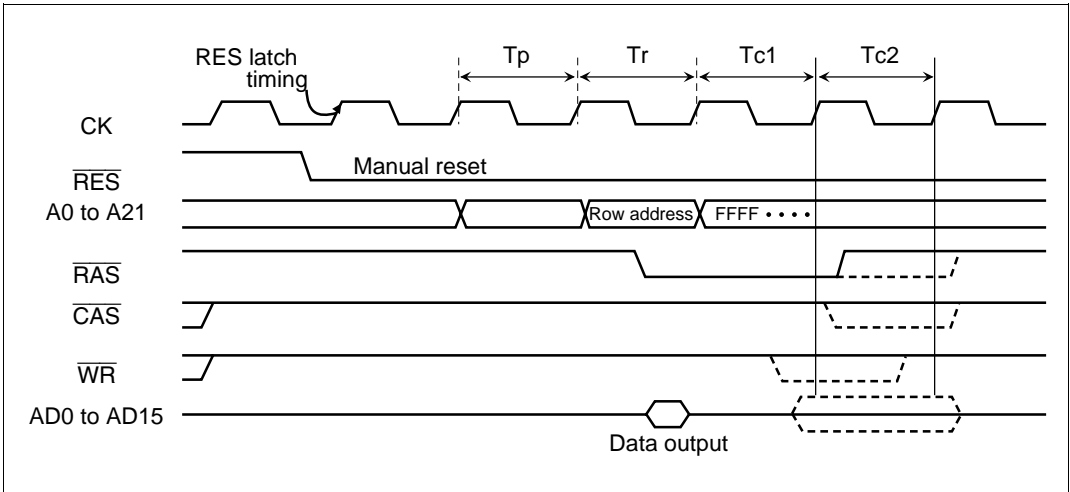 RES latch
timing
Tp
Tr
Tc1
Tc2
CK
RES
Manual reset
A0 to A21
Row address
FFFF • • • •
RAS
CAS
WR
AD0 to AD15
Data output